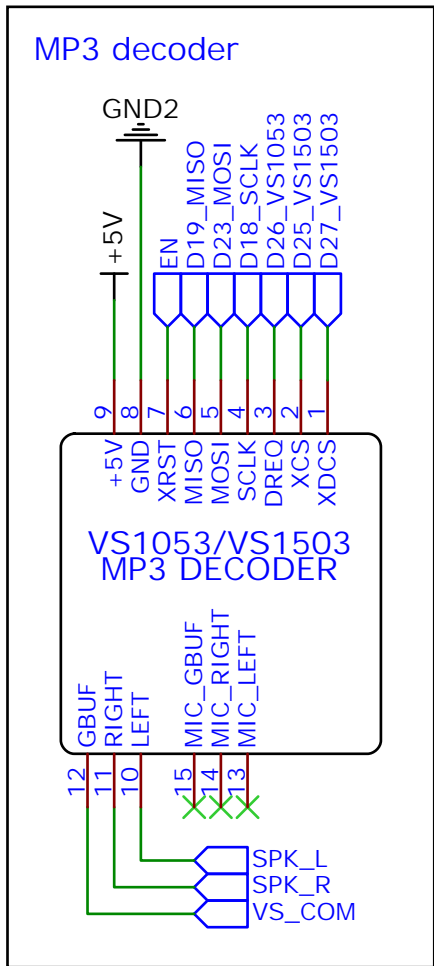 MP3 decoder
GND2
+5V
EN
D19_MISO
D23_MOSI
D18_SCLK
D26_VS1053
D25_VS1503
D27_VS1503
9
8
7
6
5
4
3
2
1
+5V
GND
XRST
MISO
MOSI
SCLK
DREQ
XCS
XDCS
VS1053/VS1503
MP3 DECODER
GBUF
RIGHT
LEFT
MIC_GBUF
MIC_RIGHT
MIC_LEFT
12
11
10
15
14
13
SPK_L
SPK_R
VS_COM